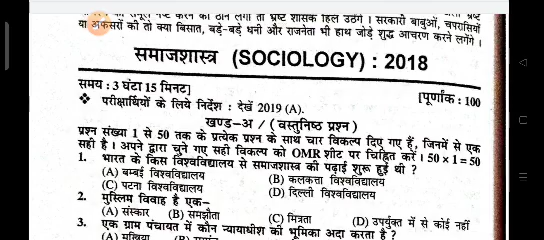 या अफसरों को तो क्या बिसात, बड़े-बड़े धनी और राजनेता भी हाथ जोड़े शुद्ध आचरण करने लगेंगे ।
समाजशास्त्र (SOCIOLOGY) : 2018
समय : 3 घंटा 15 मिनट]
[पूर्णांक : 100
❖ परीक्षार्थियों के लिये निर्देश : देखें 2019 (A).
खण्ड-अ / (वस्तुनिष्ठ प्रश्न)
प्रश्न संख्या 1 से 50 तक के प्रत्येक प्रश्न के साथ चार विकल्प दिए गए हैं, जिनमें से एक
सही है । अपने द्वारा चुने गए सही विकल्प को OMR शीट पर चिह्नित करें । 50 x 1 = 50
1. भारत के किस विश्वविद्यालय से समाजशास्त्र की पढ़ाई शुरू हुई थी ?
(A) बम्बई विश्वविद्यालय (B) कलकत्ता विश्वविद्यालय
(C) पटना विश्वविद्यालय (D) दिल्ली विश्वविद्यालय
2. मुस्लिम विवाह है एक–
(A) संस्कार (B) समझौता (C) मित्रता (D) उपर्युक्त में से कोई नहीं
3. एक ग्राम पंचायत में कौन न्यायाधीश की भूमिका अदा करता है ?
(A) मुखिया